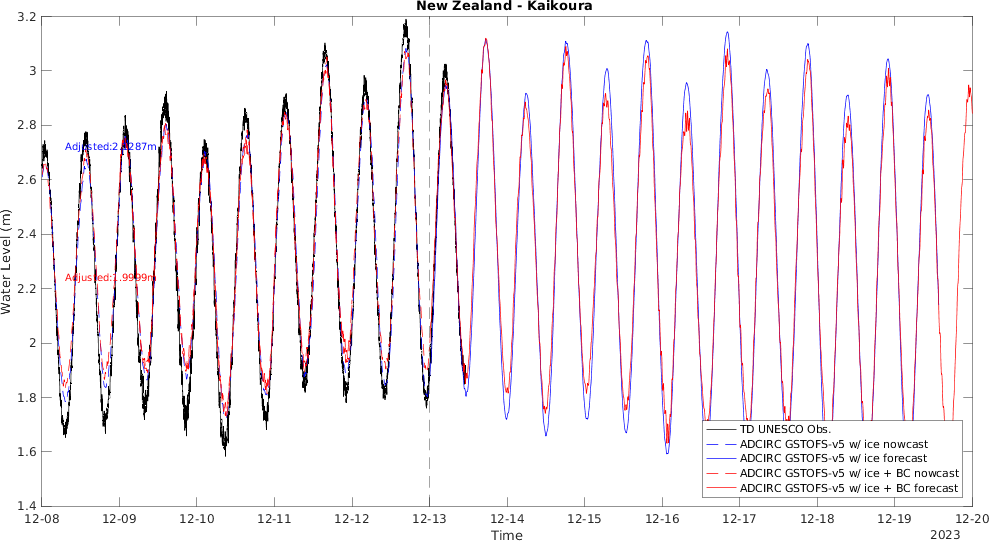 New Zealand - Kaikoura
3.2
3
2.8
2.6
2.4
2.2
2
1.8
1.6
1.4
Water Level (m)
Adjusted:1.9999m
TD UNESCO Obs.
ADCIRC GSTOFS-v5 w/ ice nowcast
ADCIRC GSTOFS-v5 w/ ice forecast
ADCIRC GSTOFS-v5 w/ ice + BC nowcast
ADCIRC GSTOFS-v5 w/ ice + BC forecast
12-08 12-09 12-10 12-11 12-12 12-13 12-14 12-15 12-16 12-17 12-18 12-19 12-20
Time
2023